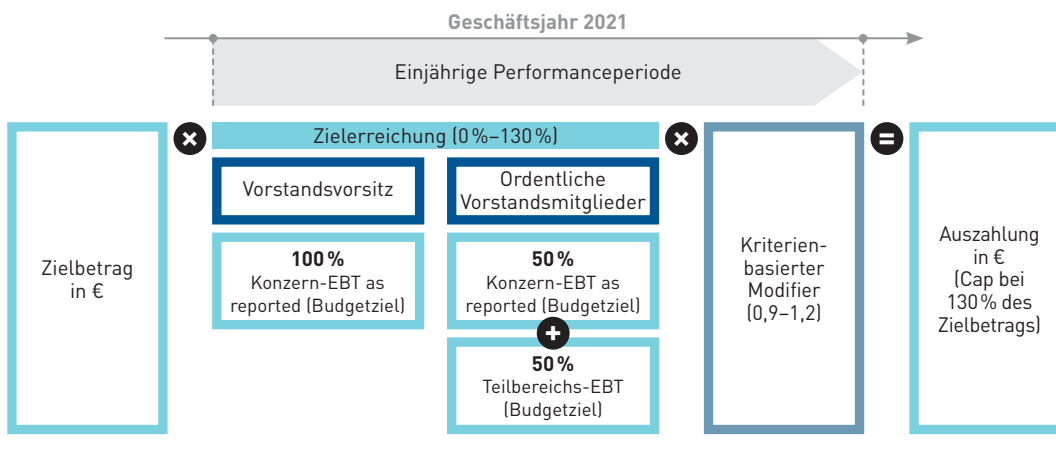 Geschäftsjahr 2021
Einjährige Performanceperiode
Zielbetrag
in €
×
Zielerreichung (0 %–130 %)
Vorstandsvorsitz
100 %
Konzern-EBT as
reported (Budgetziel)
Ordentliche
Vorstandsmitglieder
50 %
Konzern-EBT as
reported (Budgetziel)
+
50 %
Teilbereichs-EBT
(Budgetziel)
×
Kriterien-
basierter
Modifier
(0,9–1,2)
=
Auszahlung
in €
(Cap bei
130 % des
Zielbetrags)